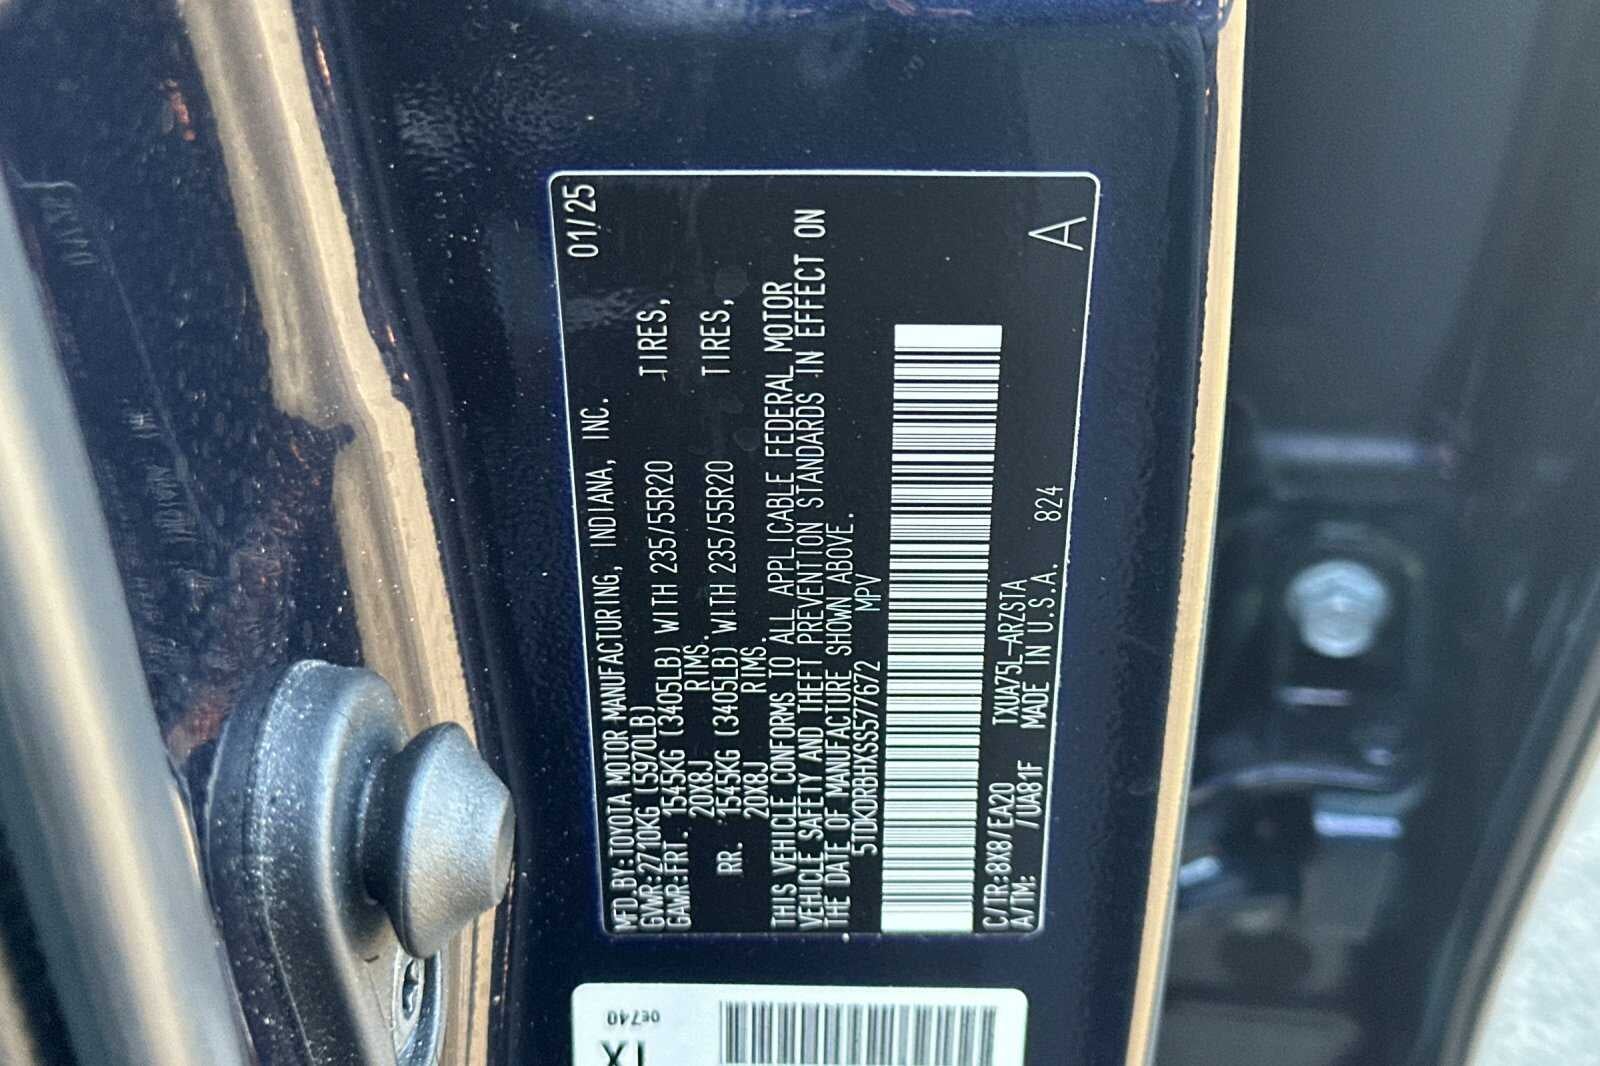 MFD.BY:TOYOTA MOTOR MANUFACTURING, INDIANA, INC. 01/25
GVWR:2710KG (5970LB)
GAWR:FRT. 1545KG (3405LB) WITH 235/55R20 TIRES,
20X8J RIMS.
RR. 1545KG (3405LB) WITH 235/55R20 TIRES,
20X8J RIMS.
THIS VEHICLE CONFORMS TO ALL APPLICABLE FEDERAL MOTOR
VEHICLE SAFETY AND THEFT PREVENTION STANDARDS IN EFFECT ON
THE DATE OF MANUFACTURE SHOWN ABOVE.
5TDKDRBHXSS577672 MPV
C/TR:8X8/EA20 TXUA75L-ARZSTA 824
A/TM: /UA81F MADE IN U.S.A. A
0E740